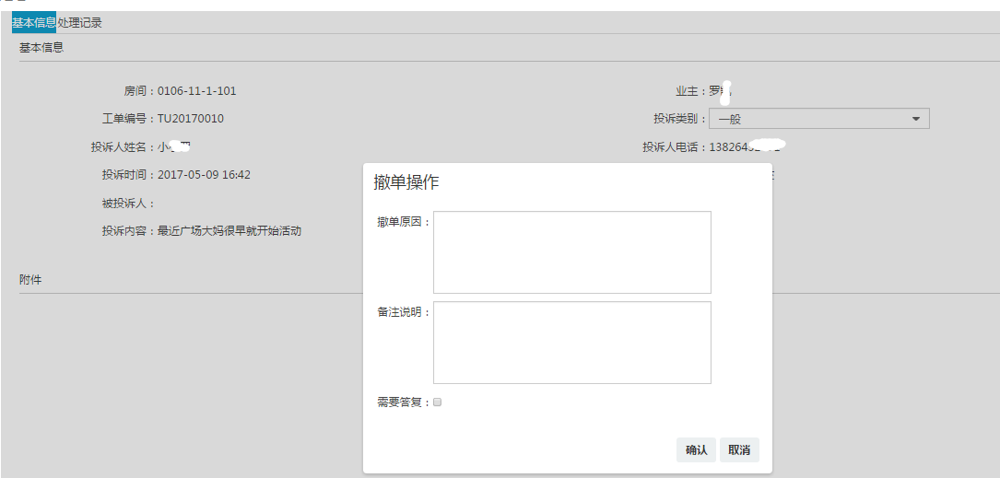 基本信息 处理记录
基本信息
房间：0106-11-1-101 业主：罗
工单编号：TU20170010 投诉类别：一般
投诉人姓名：小 投诉人电话：1382643
投诉时间：2017-05-09 16:42
被投诉人：
投诉内容：最近广场大妈很早就开始活动
附件
撤单操作
撤单原因：
备注说明：
需要答复：
确认 取消